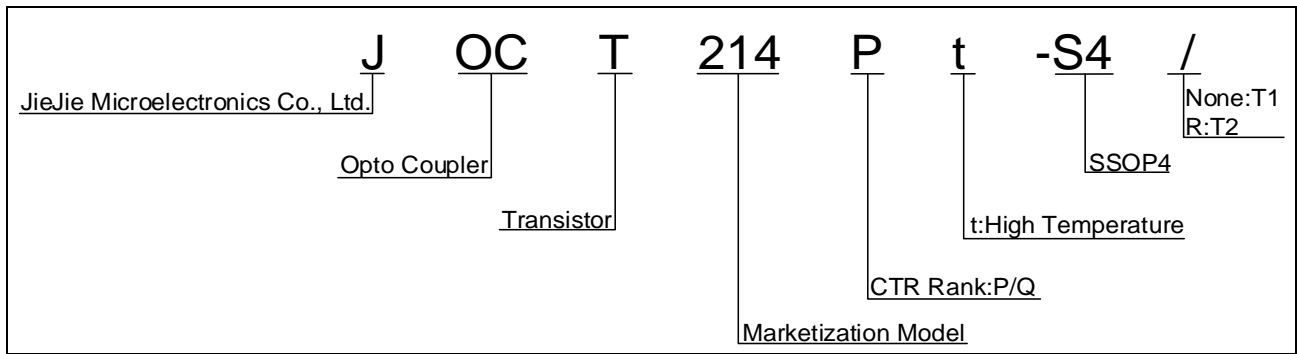 J OC T 214 P t -S4 /
JieJie Microelectronics Co., Ltd.
None:T1
R:T2
Opto Coupler
SSOP4
Transistor
t:High Temperature
CTR Rank:P/Q
Marketization Model